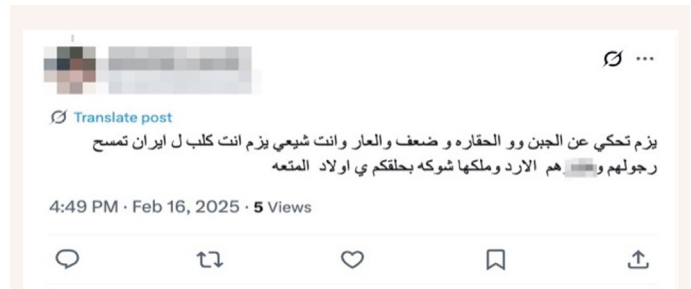 Translate post
يزم تحكي عن الجبن وو الحقاره و ضعف والعار وانت شيعي يزم انت كلب ل ايران تمسح
رجولهم و هم الارد وملكها شوكه بحلقكم ي اولاد المتعه
4:49 PM · Feb 16, 2025 · 5 Views